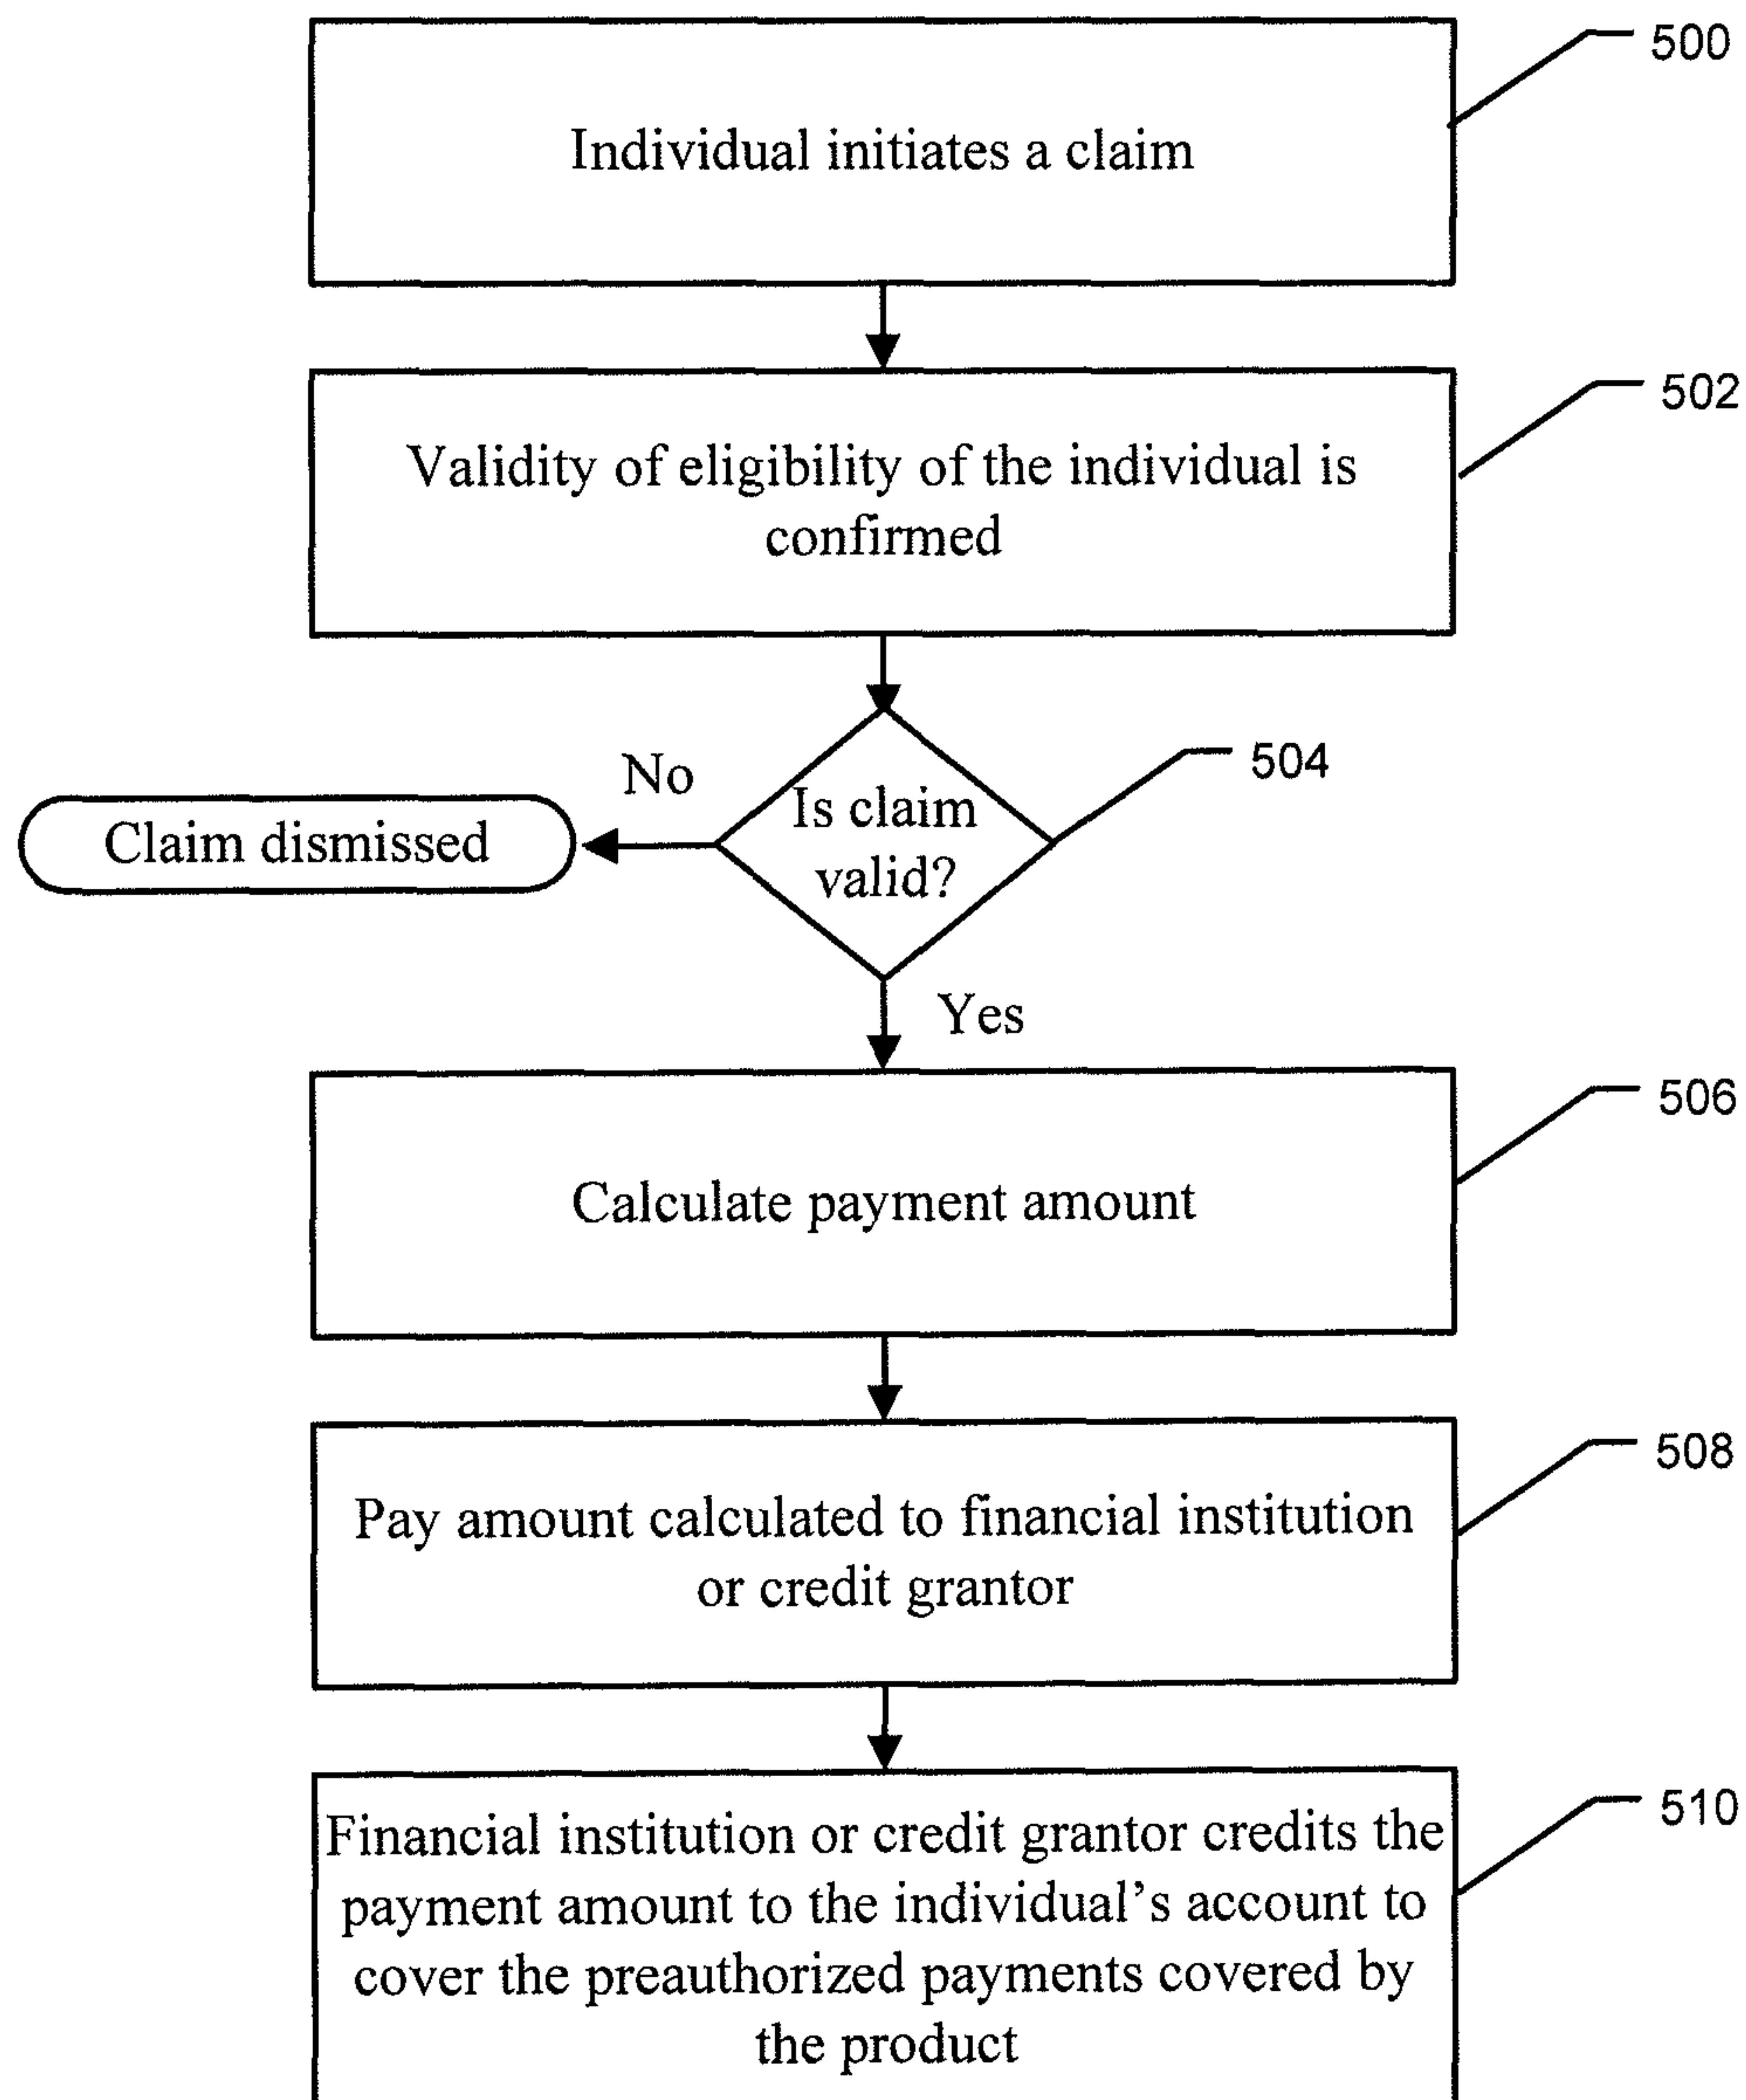 500
Individual initiates a claim
502
Validity of eligibility of the individual is
confirmed
504
No
Is claim
valid?
Claim dismissed
Yes
506
Calculate payment amount
508
Pay amount calculated to financial institution
or credit grantor
510
Financial institution or credit grantor credits the
payment amount to the individual’s account to
cover the preauthorized payments covered by
the product